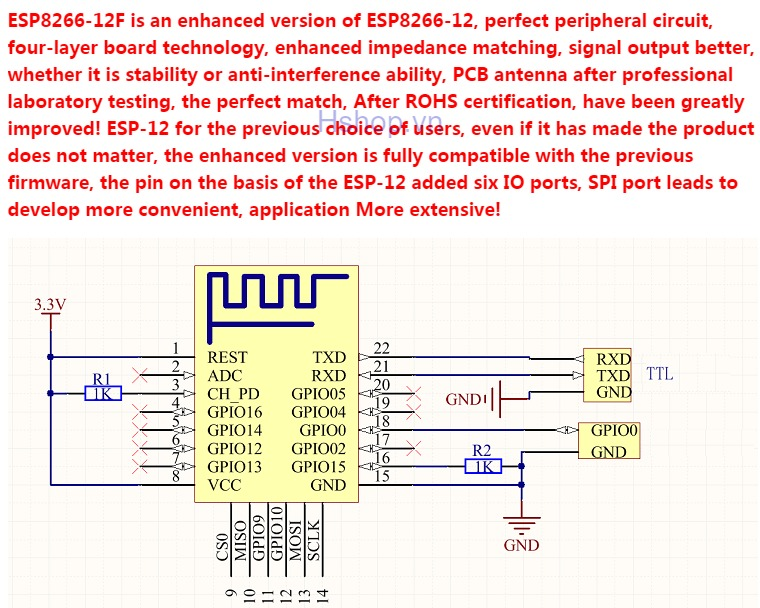 ESP8266-12F is an enhanced version of ESP8266-12, perfect peripheral circuit,
four-layer board technology, enhanced impedance matching, signal output better,
whether it is stability or anti-interference ability, PCB antenna after professional
laboratory testing, the perfect match, After ROHS certification, have been greatly
Hshop.vn
improved! ESP-12 for the previous choice of users, even if it has made the product
does not matter, the enhanced version is fully compatible with the previous
firmware, the pin on the basis of the ESP-12 added six IO ports, SPI port leads to
develop more convenient, application More extensive!
3.3V
1 REST TXD 22 RXD
2 ADC RXD 21 TXD TTL
R1
1K 3 CH_PD GPIO05 20 GND GND
4 GPIO16 GPIO04 19
5 GPIO14 GPIO0 18 GPIO0
6 GPIO12 GPIO02 17 R2 GND
7 GPIO13 GPIO15 16 1K
8 VCC GND 15
GND
CS0 MISO GPIO9 GPIO10 MOSI SCLK
9 10 11 12 13 14